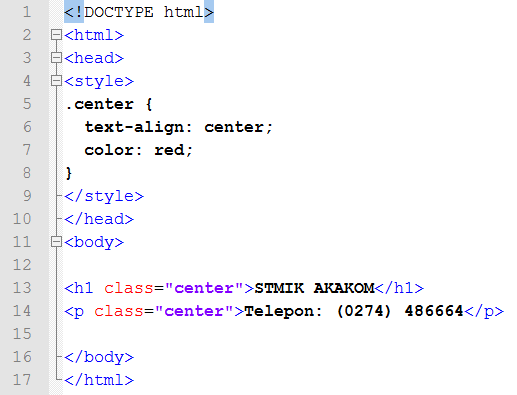 1 <!DOCTYPE html>
2 <html>
3 <head>
4 <style>
5 .center {
6   text-align: center;
7   color: red;
8 }
9 </style>
10 </head>
11 <body>
12
13 <h1 class="center">STMIK AKAKOM</h1>
14 <p class="center">Telepon: (0274) 486664</p>
15
16 </body>
17 </html>